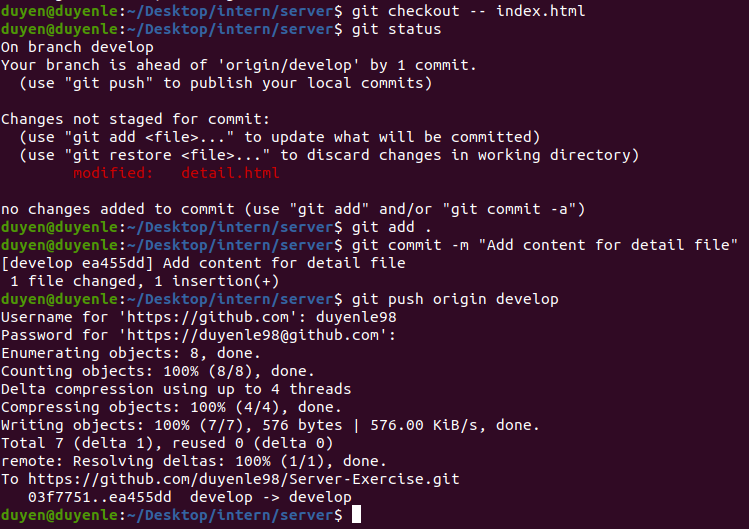 duyen@duyenle:~/Desktop/intern/server$ git checkout -- index.html
duyen@duyenle:~/Desktop/intern/server$ git status
On branch develop
Your branch is ahead of 'origin/develop' by 1 commit.
  (use "git push" to publish your local commits)

Changes not staged for commit:
  (use "git add <file>..." to update what will be committed)
  (use "git restore <file>..." to discard changes in working directory)
        modified:   detail.html

no changes added to commit (use "git add" and/or "git commit -a")
duyen@duyenle:~/Desktop/intern/server$ git add .
duyen@duyenle:~/Desktop/intern/server$ git commit -m "Add content for detail file"
[develop ea455dd] Add content for detail file
 1 file changed, 1 insertion(+)
duyen@duyenle:~/Desktop/intern/server$ git push origin develop
Username for 'https://github.com': duyenle98
Password for 'https://duyenle98@github.com':
Enumerating objects: 8, done.
Counting objects: 100% (8/8), done.
Delta compression using up to 4 threads
Compressing objects: 100% (4/4), done.
Writing objects: 100% (7/7), 576 bytes | 576.00 KiB/s, done.
Total 7 (delta 1), reused 0 (delta 0)
remote: Resolving deltas: 100% (1/1), done.
To https://github.com/duyenle98/Server-Exercise.git
   03f7751..ea455dd  develop -> develop
duyen@duyenle:~/Desktop/intern/server$